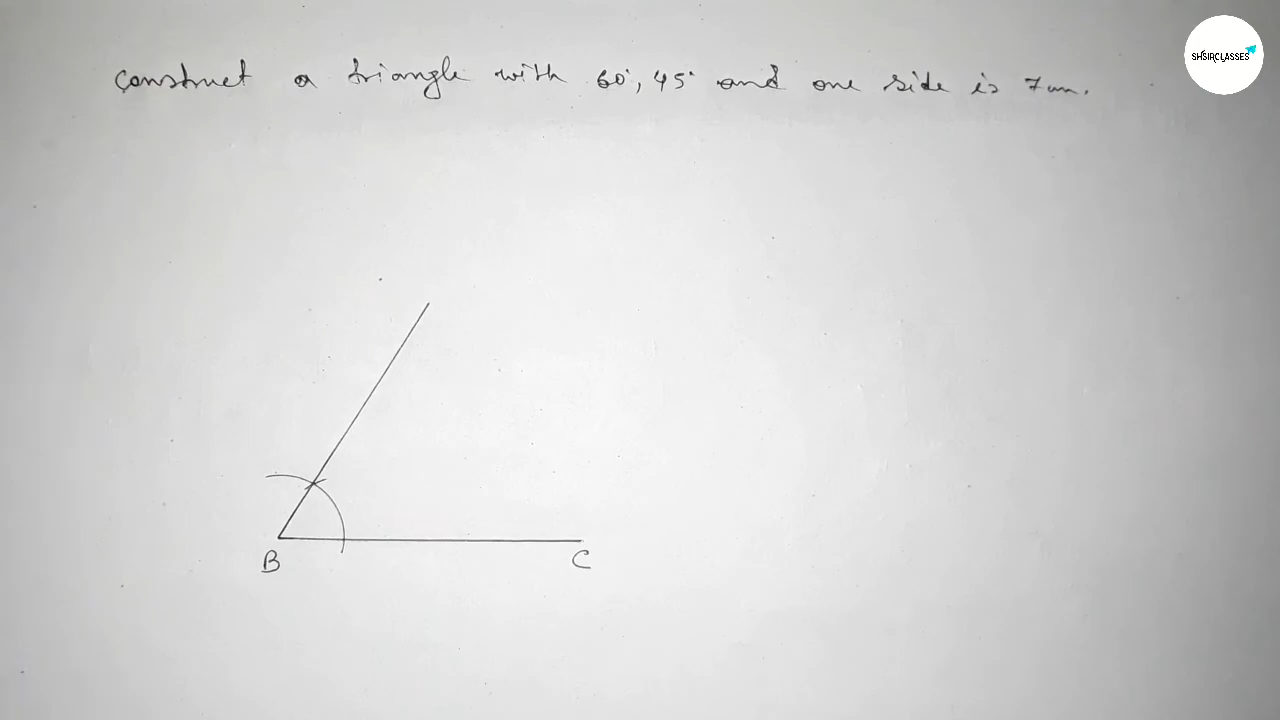 construct a triangle with 60°, 45° and one side is 7cm.
SHSIRCLASSES
B
C